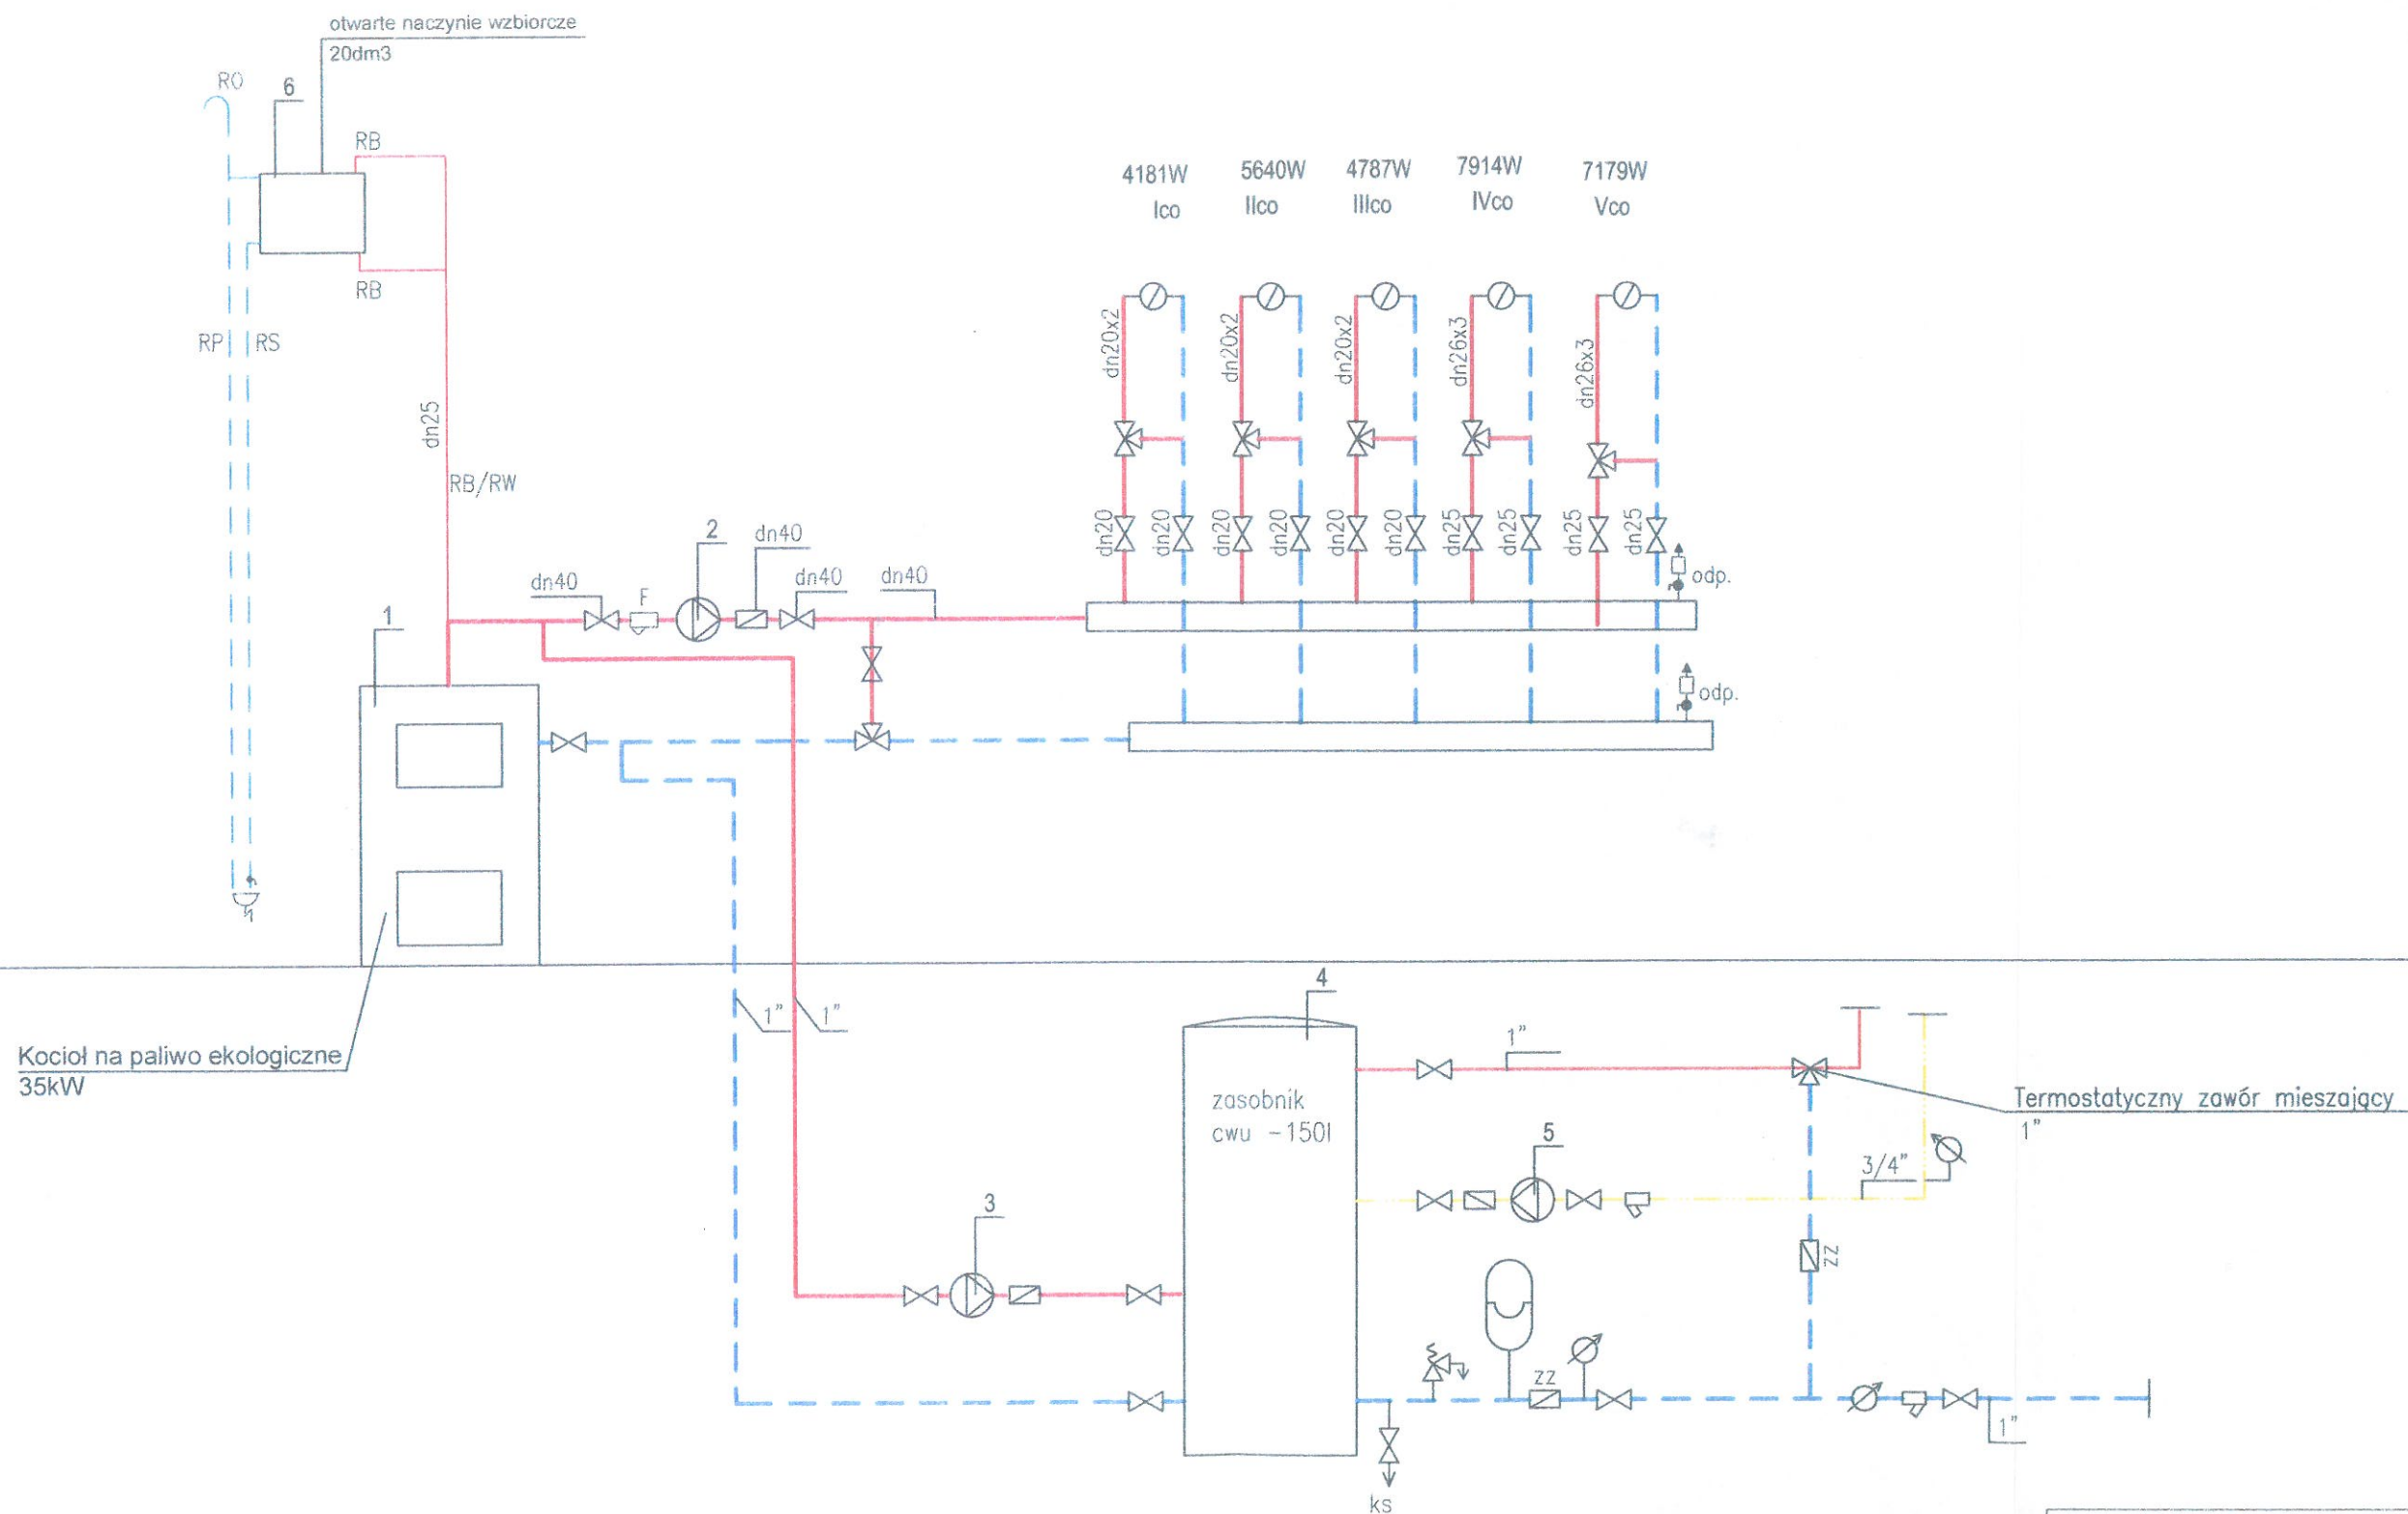 otwarte naczynie wzbiorcze
20dm3
RO
6
RB
RB
RP
RS
dn25
RB/RW
4181W
Ico
5640W
IIco
4787W
IIIco
7914W
IVco
7179W
Vco
dn20x2
dn20x2
dn20x2
dn26x3
dn26x3
dn20
dn20
dn20
dn20
dn20
dn20
dn25
dn25
dn25
dn25
odp.
odp.
1
dn40
F
2
dn40
dn40
dn40
Kocioł na paliwo ekologiczne
35kW
1"
1"
4
zasobnik
cwu -150l
1"
Termostatyczny zawór mieszający
1"
5
3/4"
3
zz
zz
1"
ks